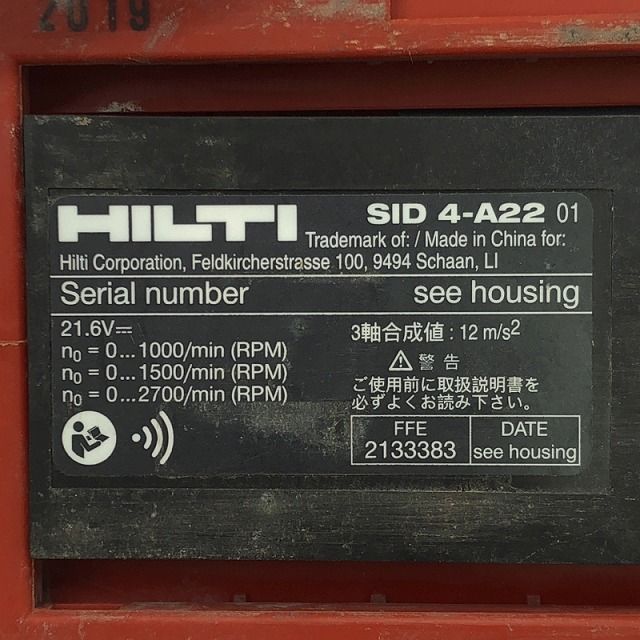 2019
HILTI
SID 4-A22 01
Trademark of: / Made in China for:
Hilti Corporation, Feldkircherstrasse 100, 9494 Schaan, LI
Serial number see housing
21.6V⎓
n₀ = 0...1000/min (RPM)
n₀ = 0...1500/min (RPM)
n₀ = 0...2700/min (RPM)
3軸合成値 : 12 m/s²
⚠ 警告
ご使用前に取扱説明書を
必ずよくお読み下さい。
FFE DATE
2133383 see housing